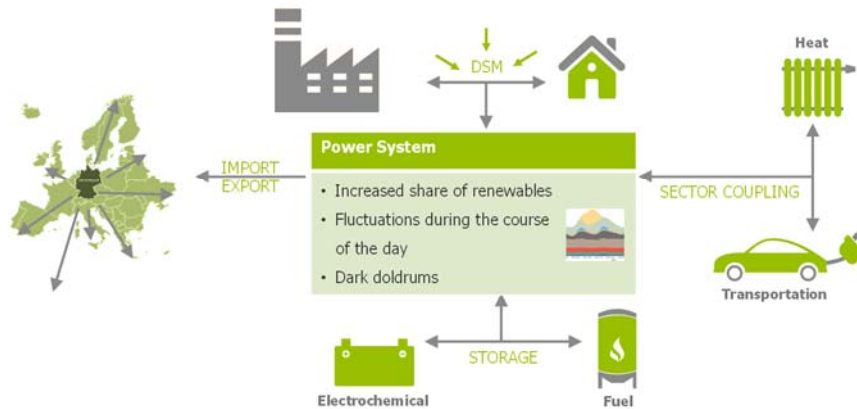 DSM
Heat
Power System
IMPORT
EXPORT
• Increased share of renewables
• Fluctuations during the course
of the day
• Dark doldrums
SECTOR COUPLING
Transportation
STORAGE
Electrochemical
Fuel